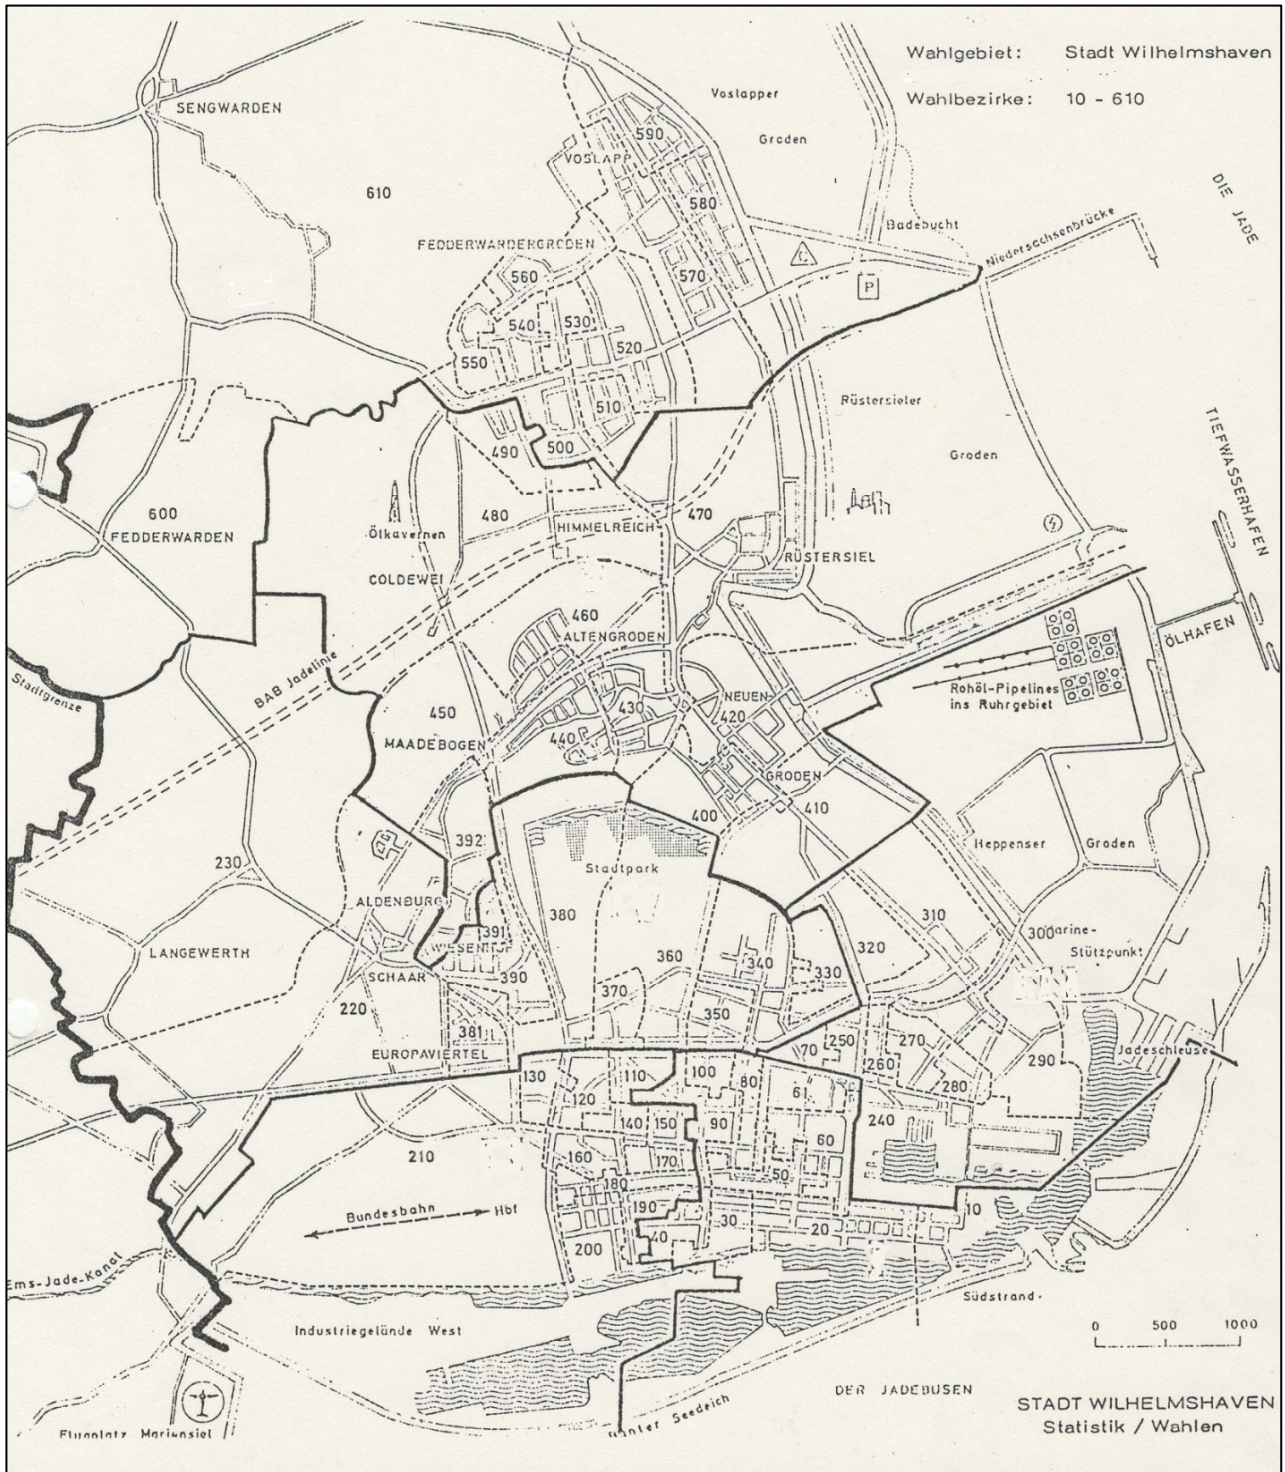 Wahlgebiet: Stadt Wilhelmshaven
Wahlbezirke: 10 - 610
SENGWARDEN
Voslapper
Groden
590
VOSLAPP
610
580
DIE JADE
Badebucht
Niedersachsenbrücke
FEDDERWARDERGRODEN
560
570
C
P
540
530
520
550
510
Rüstersieler
Groden
490
500
TIEFWASSERHAFEN
600
FEDDERWARDEN
Ölkavernen
480
HIMMELREICH
470
RÜSTERSIEL
COLDEWEI
460
ALTENGRODEN
ÖLHAFEN
Stadtgrenze
BAB Jadelinie
Rohöl-Pipelines
ins Ruhrgebiet
450
430
NEUEN
420
MAADEBOGEN
440
GRODEN
400
410
392
Heppenser
Groden
230
Stadtpark
ALDENBURG
380
310
391
320
300
Stützpunkt
LANGEWERTH
360
340
SCHAAR
390
330
370
220
350
381
EUROPAVIERTEL
70
250
270
260
290
Jadeschleuse
130
110
100
80
280
120
61
140
150
90
240
60
210
160
170
50
180
Bundesbahn
Hbf
190
30
20
10
40
200
Ems-Jade-Kanal
Südstrand
Industriegelände West
0 500 1000
DER JADEBUSEN
STADT WILHELMSHAVEN
Statistik / Wahlen
Flugplatz Mariensiel
Seedeich